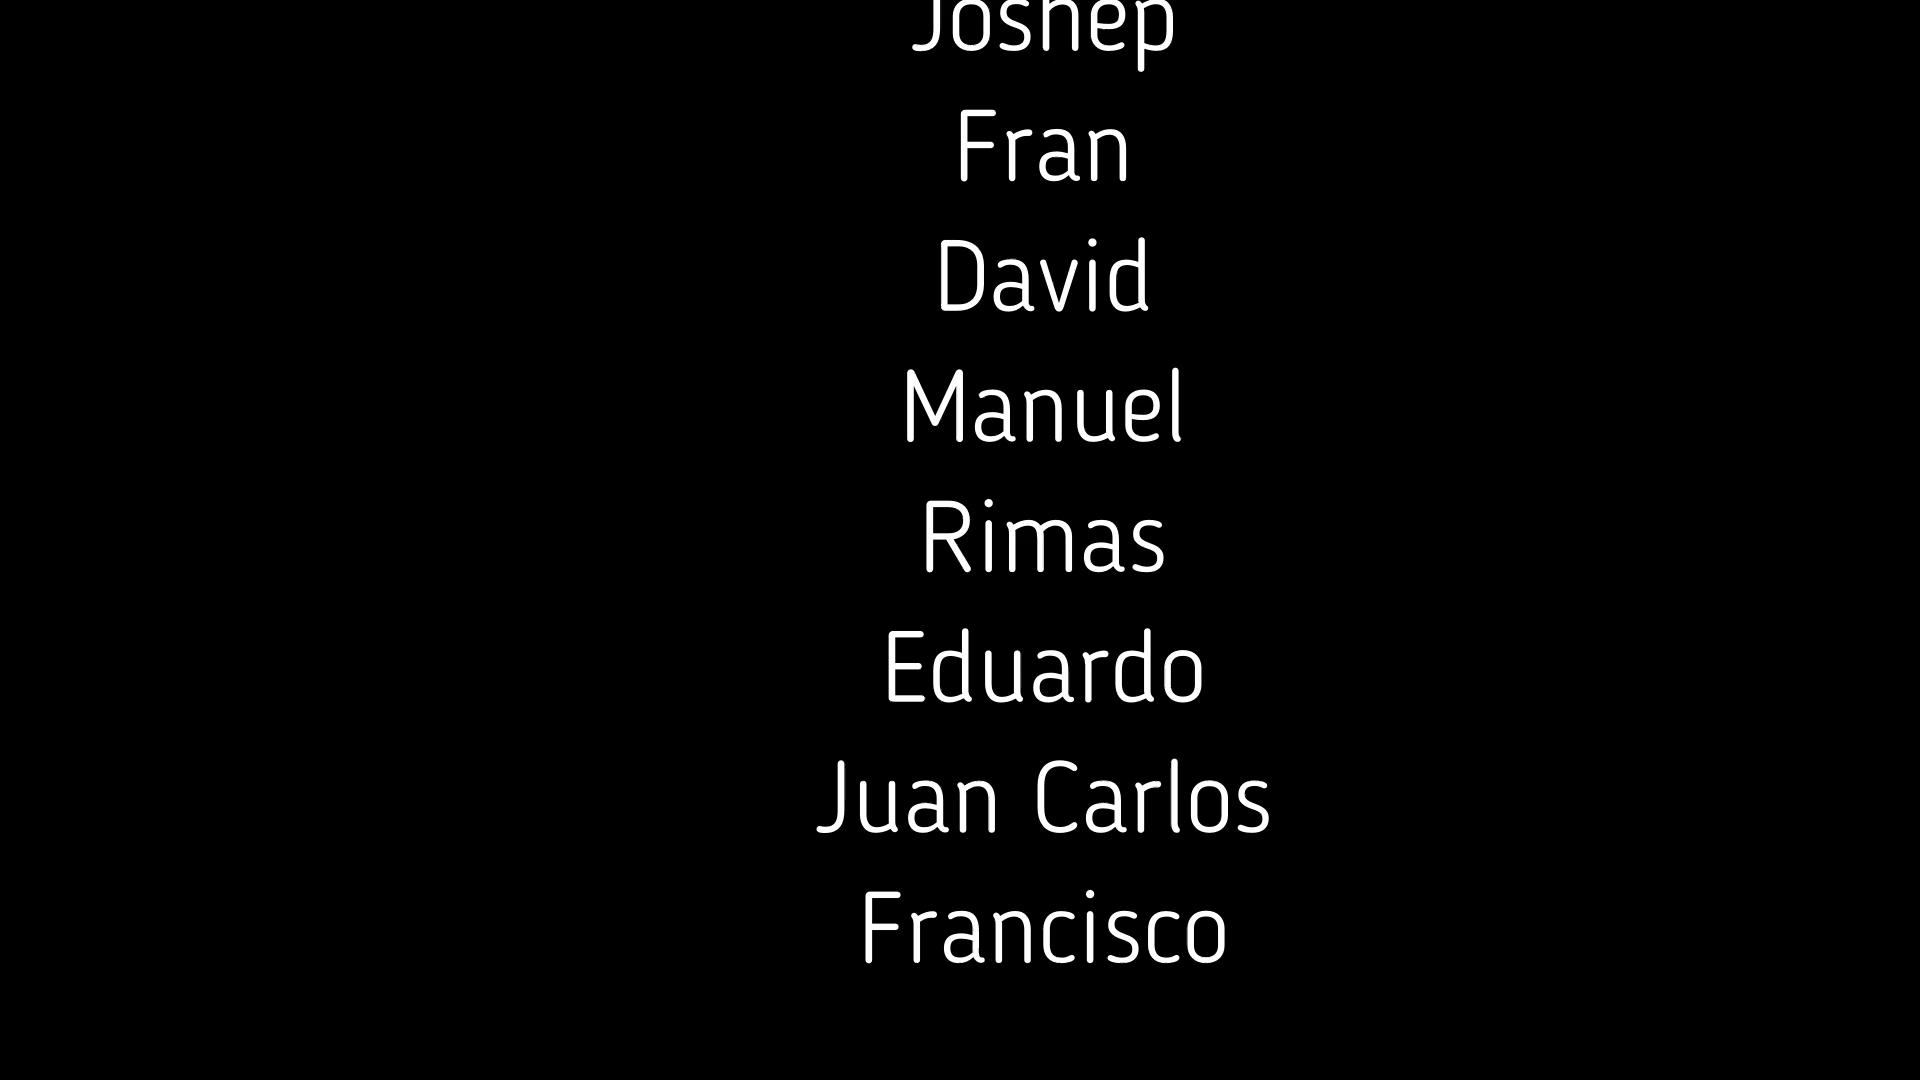 Joshep
Fran
David
Manuel
Rimas
Eduardo
Juan Carlos
Francisco